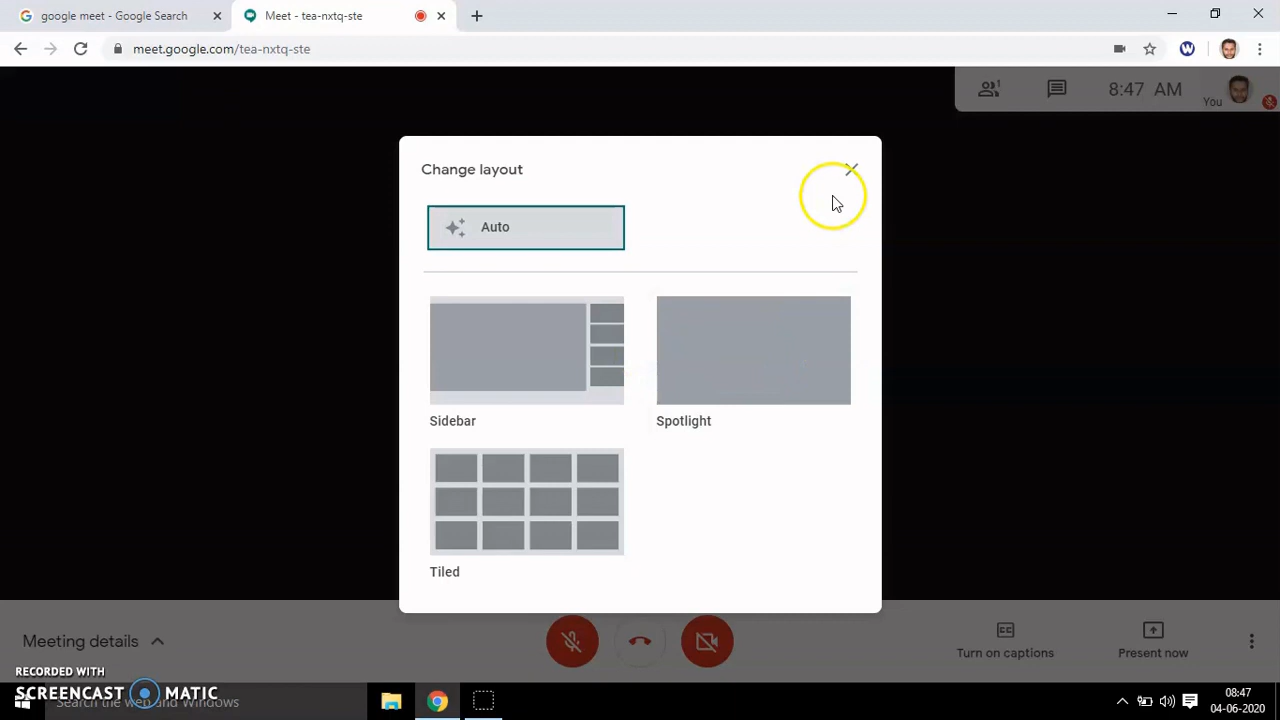 google meet - Google Search
Meet - tea-nxtq-ste
meet.google.com/tea-nxtq-ste
W
1
8:47 AM
You
Change layout
Auto
Sidebar
Spotlight
Tiled
Meeting details
CC
Turn on captions
Present now
RECORDED WITH
SCREENCAST MATIC
Search the web and Windows
08:47
04-06-2020